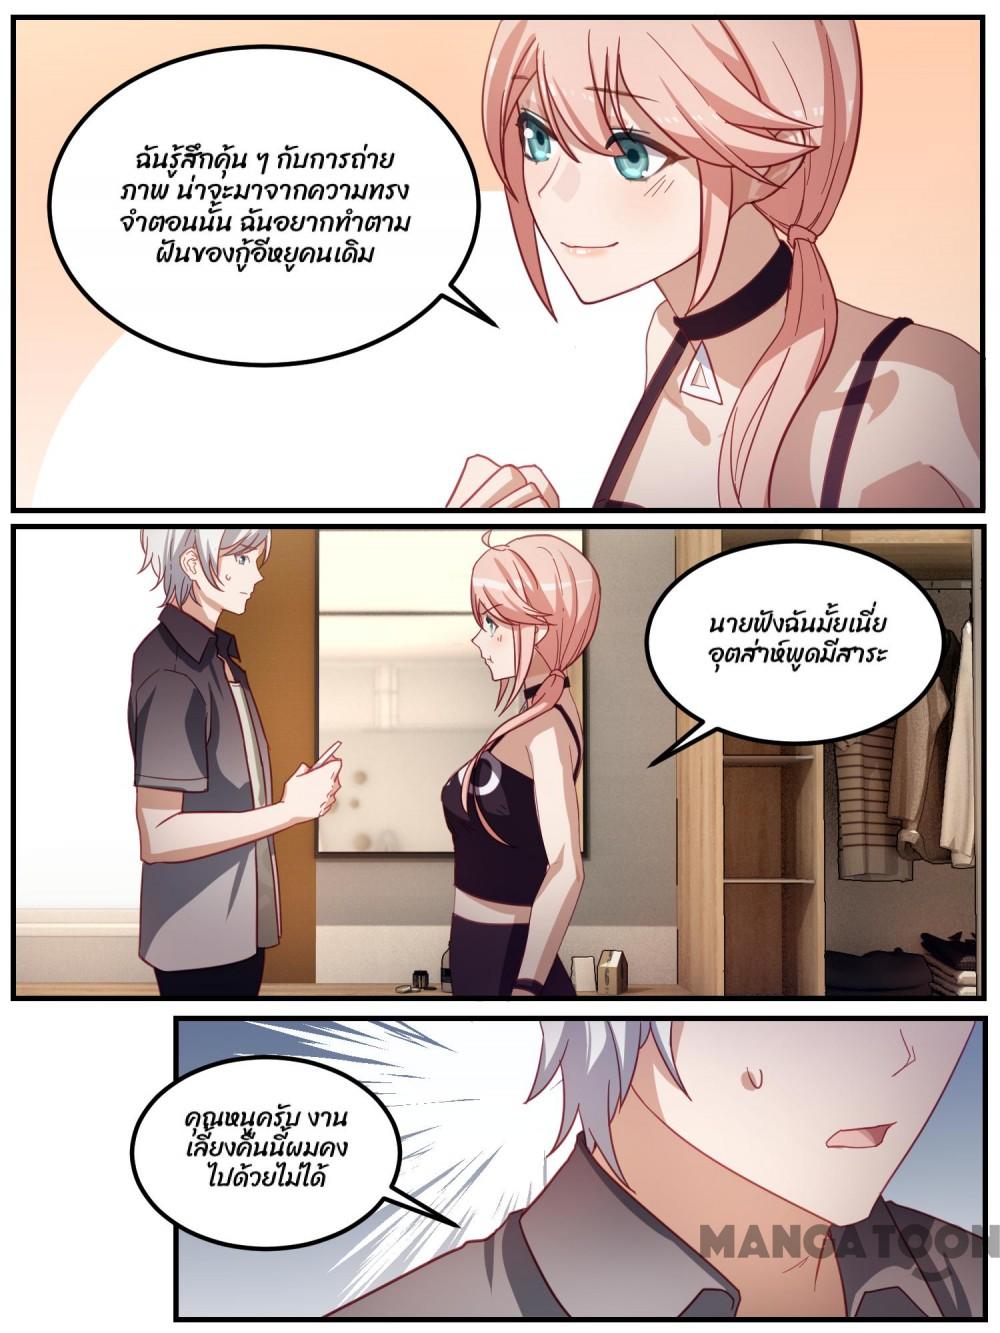 ฉันรู้สึกคุ้น ๆ กับการถ่าย
ภาพ น่าจะมาจากความทรง
จำตอนนั้น ฉันอยากทำตาม
ฝันของกู้อีหยูคนเดิม
นายฟังฉันมั้ยเนี่ย
อุตส่าห์พูดมีสาระ
คุณหนูครับ งาน
เลี้ยงคืนนี้ผมคง
ไปด้วยไม่ได้
MANGATOON